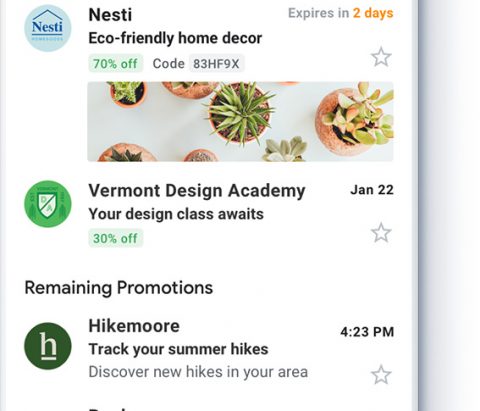 Nesti
Expires in 2 days
Nesti
Eco-friendly home decor
70% off Code 83HF9X
Vermont Design Academy
Jan 22
VERMONT
D A
Your design class awaits
30% off
Remaining Promotions
Hikemoore
4:23 PM
h
Track your summer hikes
Discover new hikes in your area